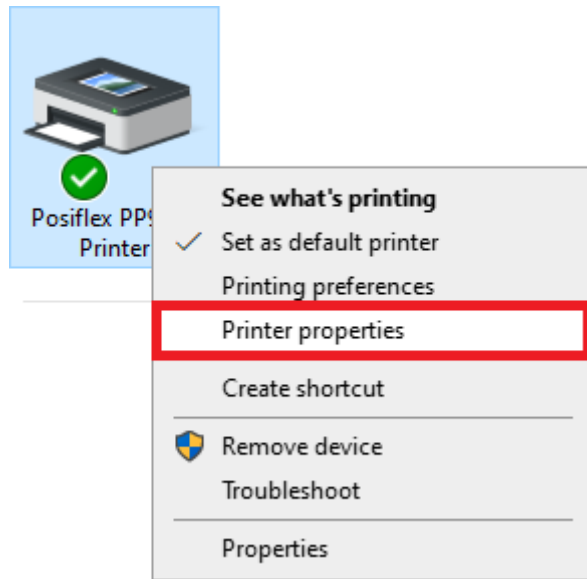 Posiflex PP9
Printer
See what's printing
Set as default printer
Printing preferences
Printer properties
Create shortcut
Remove device
Troubleshoot
Properties